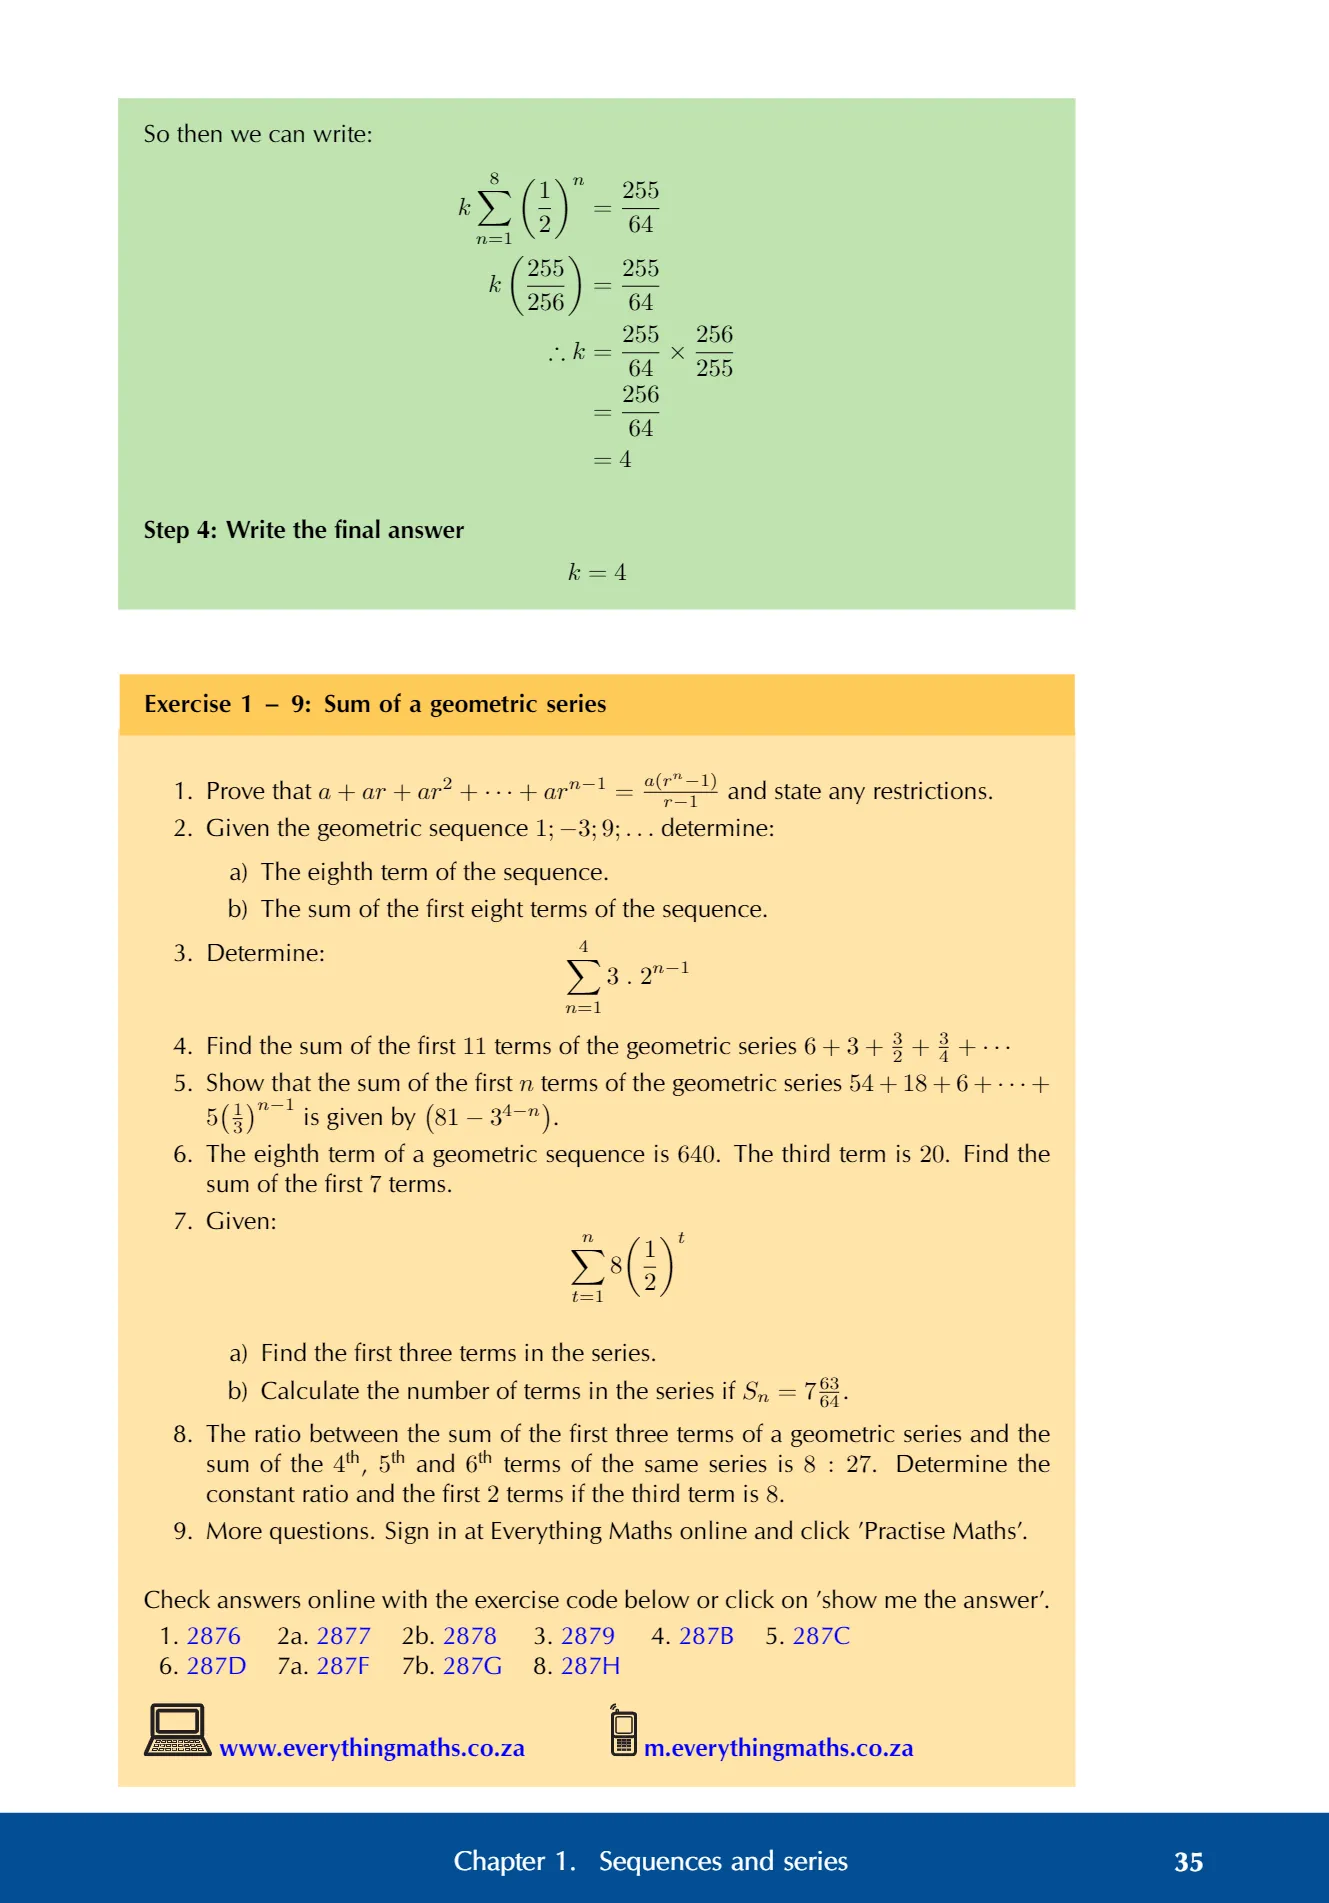 So then we can write:
k \sum_{n=1}^{8} \left(\frac{1}{2}\right)^n = \frac{255}{64}
k \left(\frac{255}{256}\right) = \frac{255}{64}
∴ k = \frac{255}{64} × \frac{256}{255}
= \frac{256}{64}
= 4
Step 4: Write the final answer
k = 4
Exercise 1 – 9: Sum of a geometric series
1. Prove that a + ar + ar^2 + ··· + ar^{n−1} = \frac{a(r^n−1)}{r−1} and state any restrictions.
2. Given the geometric sequence 1; −3; 9; ... determine:
a) The eighth term of the sequence.
b) The sum of the first eight terms of the sequence.
3. Determine:
\sum_{n=1}^{4} 3 . 2^{n−1}
4. Find the sum of the first 11 terms of the geometric series 6 + 3 + \frac{3}{2} + \frac{3}{4} + ···
5. Show that the sum of the first n terms of the geometric series 54 + 18 + 6 + ··· +
5\left(\frac{1}{3}\right)^{n−1} is given by (81 − 3^{4−n}).
6. The eighth term of a geometric sequence is 640. The third term is 20. Find the
sum of the first 7 terms.
7. Given:
\sum_{t=1}^{n} 8\left(\frac{1}{2}\right)^t
a) Find the first three terms in the series.
b) Calculate the number of terms in the series if S_n = 7\frac{63}{64}.
8. The ratio between the sum of the first three terms of a geometric series and the
sum of the 4th, 5th and 6th terms of the same series is 8 : 27. Determine the
constant ratio and the first 2 terms if the third term is 8.
9. More questions. Sign in at Everything Maths online and click 'Practise Maths'.
Check answers online with the exercise code below or click on 'show me the answer'.
1. 2876 2a. 2877 2b. 2878 3. 2879 4. 287B 5. 287C
6. 287D 7a. 287F 7b. 287G 8. 287H
www.everythingmaths.co.za m.everythingmaths.co.za
Chapter 1. Sequences and series 35